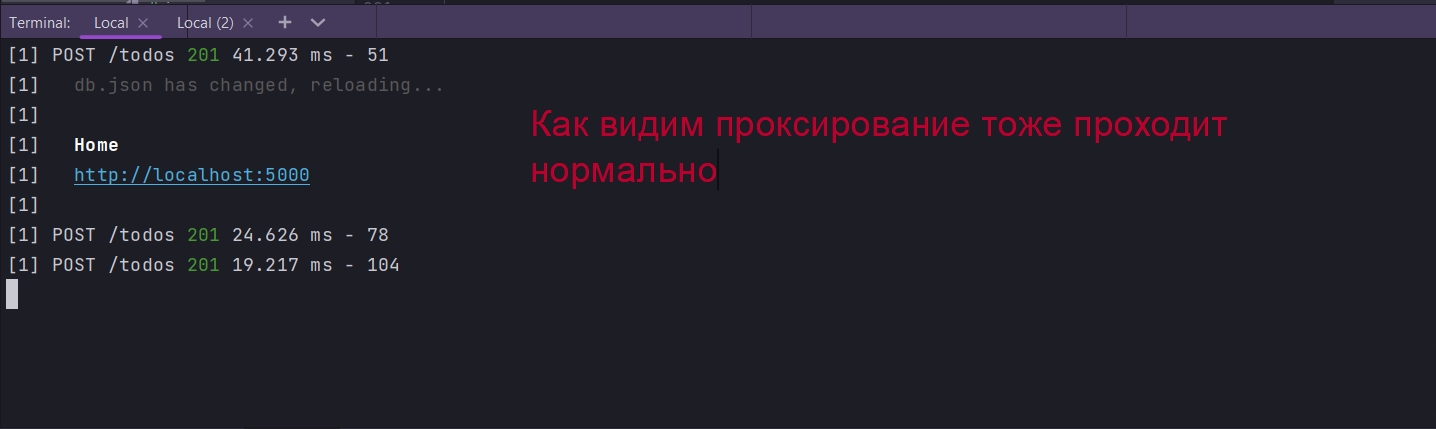 Terminal: Local × Local (2) × +
[1] POST /todos 201 41.293 ms - 51
[1] db.json has changed, reloading...
[1]
[1] Home
[1] http://localhost:5000
[1]
[1] POST /todos 201 24.626 ms - 78
[1] POST /todos 201 19.217 ms - 104
Как видим проксирование тоже проходит
нормально